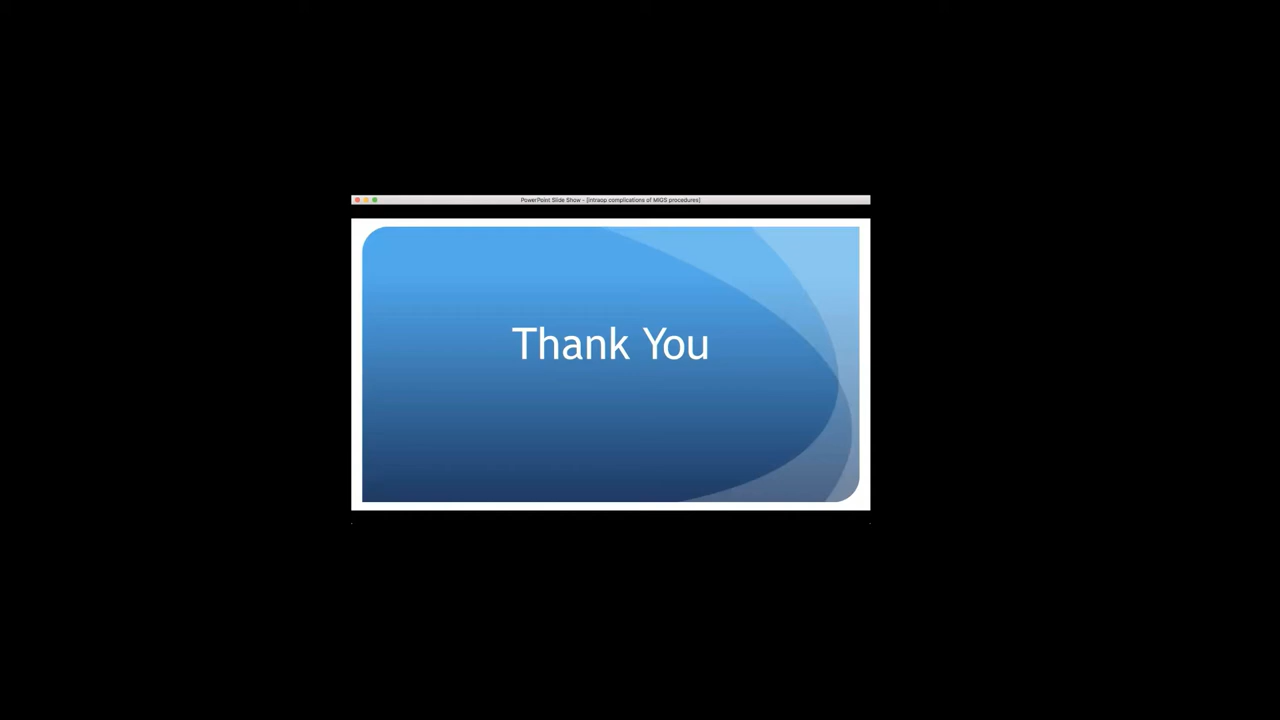 PowerPoint Slide Show - [intraop complications of MIGS procedures]
Thank You